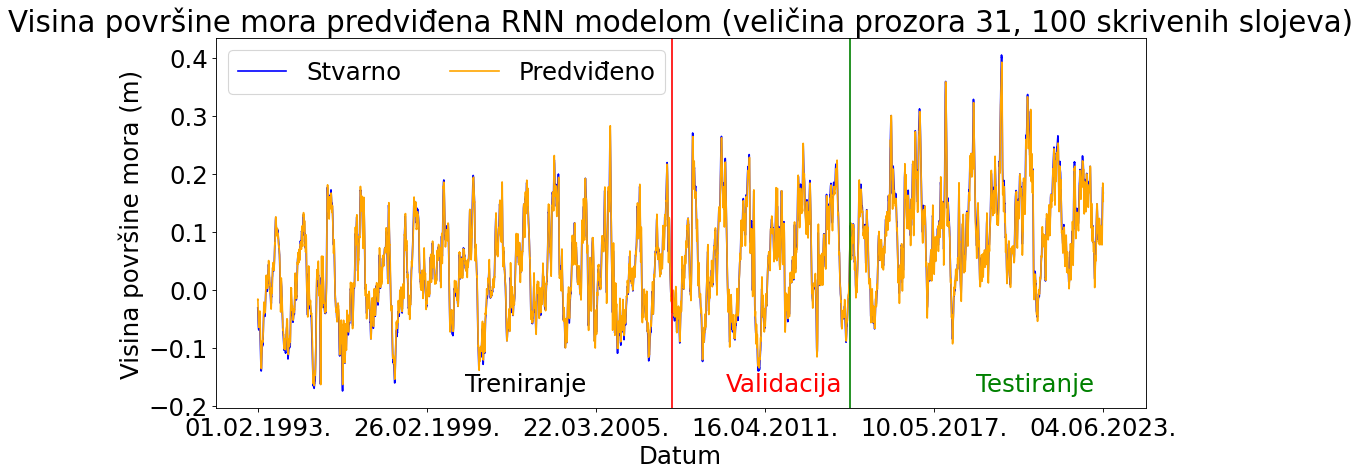 Visina površine mora predviđena RNN modelom (veličina prozora 31, 100 skrivenih slojeva)
Stvarno
Predviđeno
Visina površine mora (m)
0.4
0.3
0.2
0.1
0.0
−0.1
−0.2
Treniranje
Validacija
Testiranje
01.02.1993.
26.02.1999.
22.03.2005.
16.04.2011.
10.05.2017.
04.06.2023.
Datum